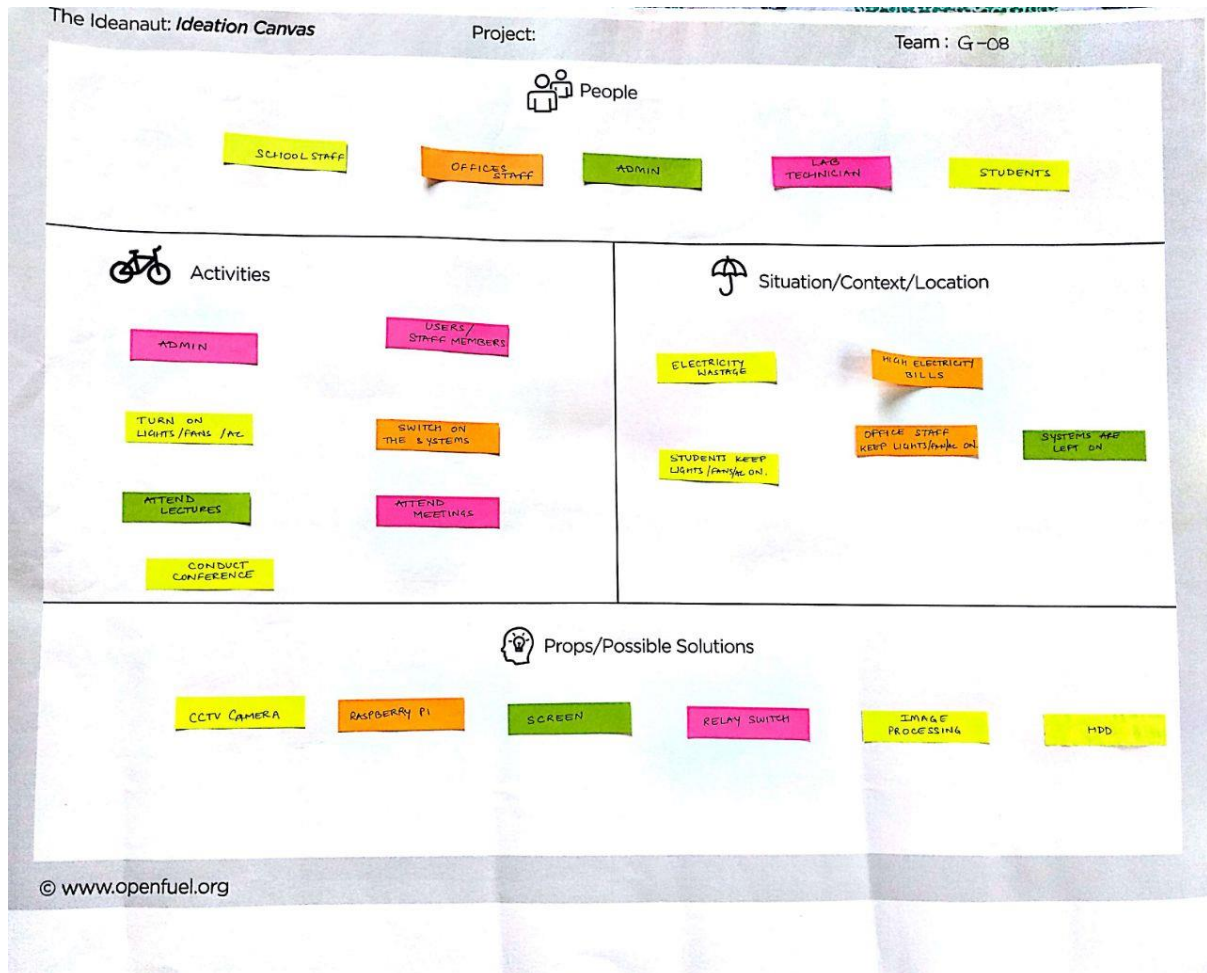 The Ideanaut: Ideation Canvas
Project:
Team : G-08
People
SCHOOL STAFF
OFFICES
STAFF
ADMIN
LAB
TECHNICIAN
STUDENTS
Activities
ADMIN
USERS/
STAFF MEMBERS
TURN ON
LIGHTS/FANS/AC
SWITCH ON
THE SYSTEMS
ATTEND
LECTURES
ATTEND
MEETINGS
CONDUCT
CONFERENCE
Situation/Context/Location
ELECTRICITY
WASTAGE
HIGH ELECTRICITY
BILLS
STUDENTS KEEP
LIGHTS/FANS/AC ON.
OFFICE STAFF
KEEP LIGHTS/FAN/AC ON.
SYSTEMS ARE
LEFT ON
Props/Possible Solutions
CCTV CAMERA
RASPBERRY PI
SCREEN
RELAY SWITCH
IMAGE
PROCESSING
HDD
© www.openfuel.org